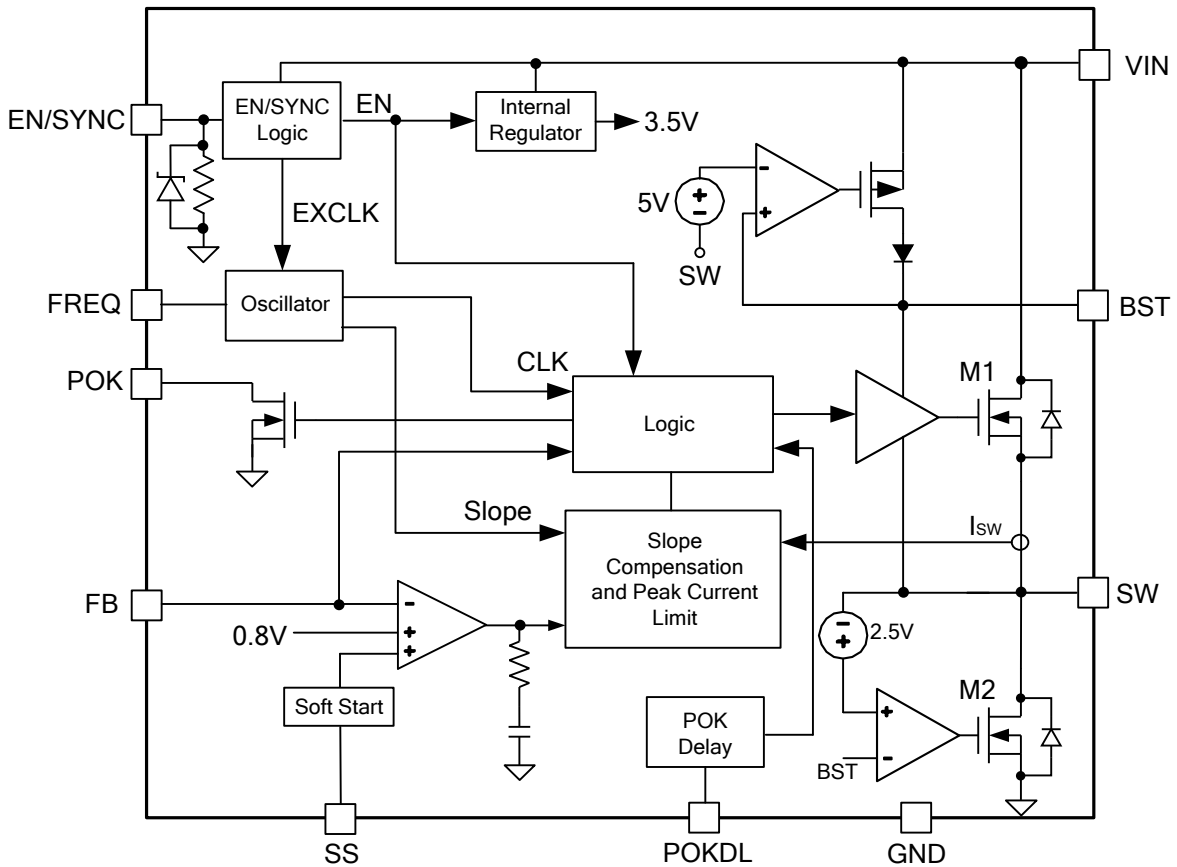 VIN
EN/SYNC
EN/SYNC
Logic
EN
Internal
Regulator
3.5V
5V
+
-
SW
-
+
EXCLK
FREQ
Oscillator
BST
POK
CLK
Logic
M1
Slope
Slope
Compensation
and Peak Current
Limit
Isw
FB
-
0.8V
+
+
SW
-
+
2.5V
Soft Start
POK
Delay
M2
+
-
BST
SS
POKDL
GND